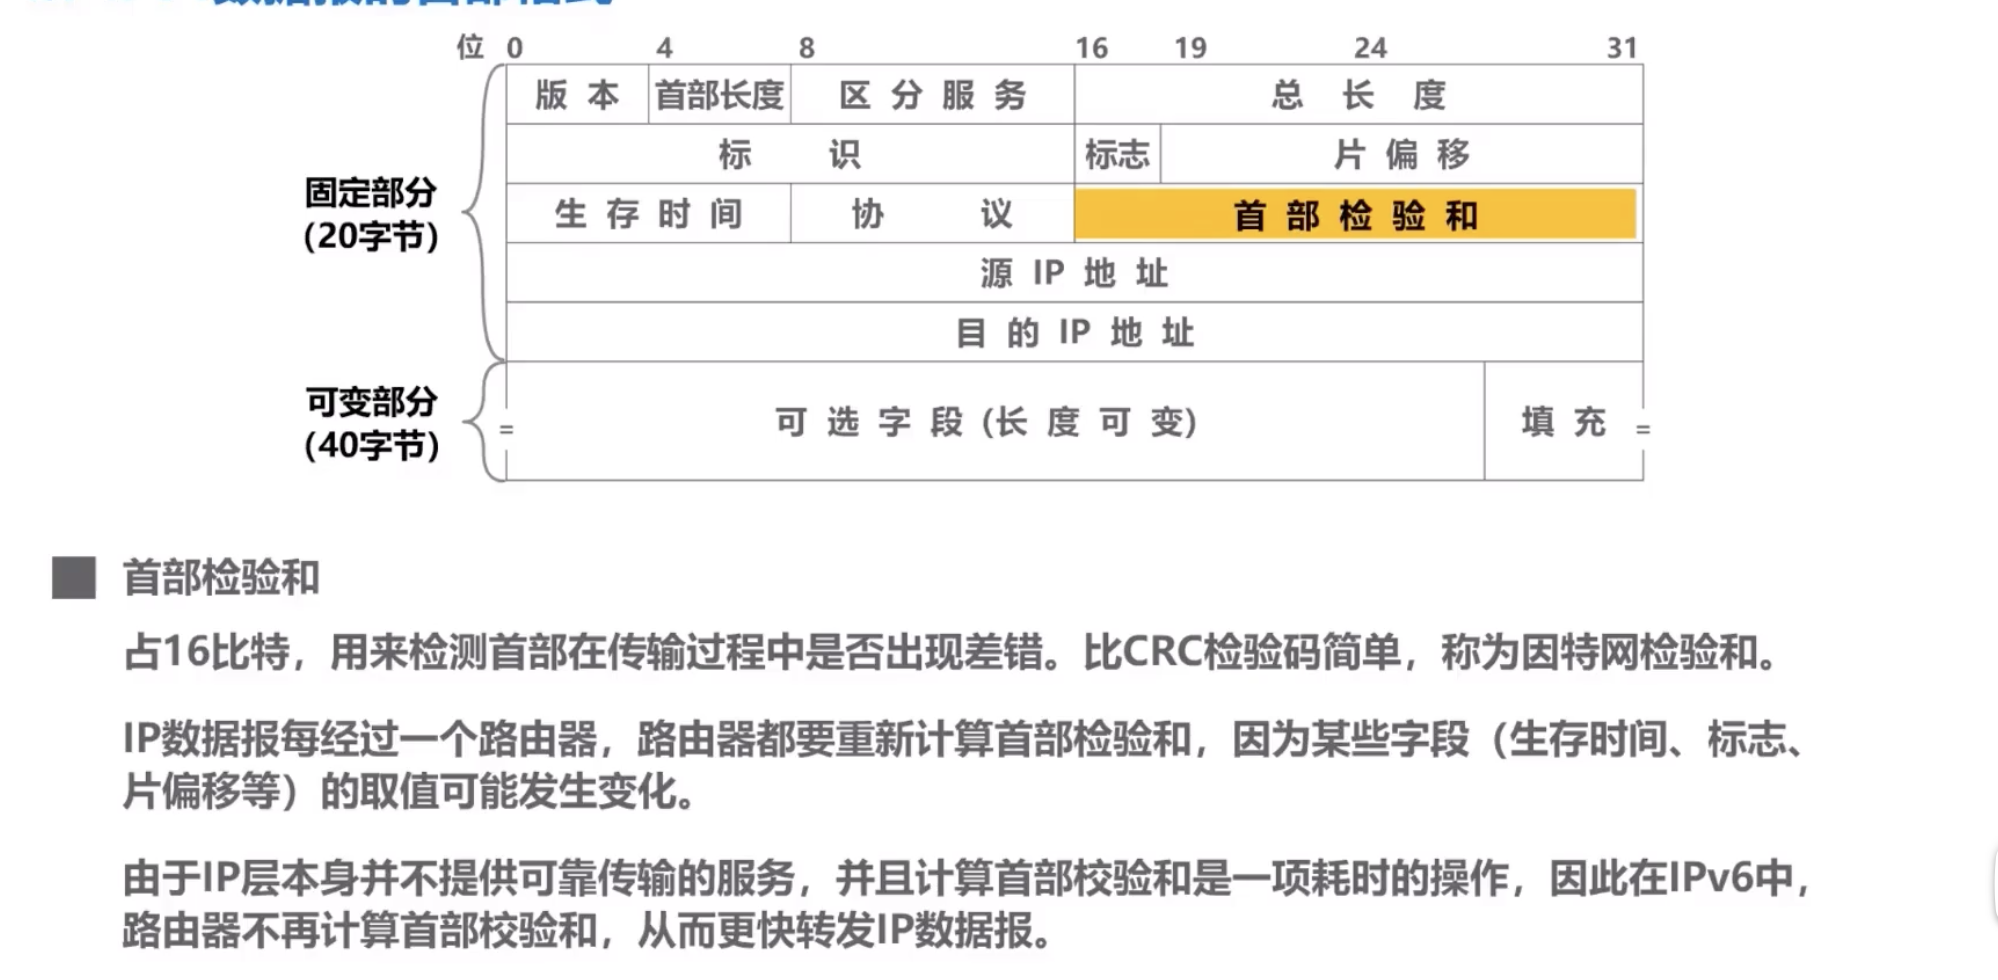 位 0 4 8 16 19 24 31
版 本 首部长度 区 分 服 务 总 长 度
标 识 标志 片 偏 移
固定部分
(20字节)
生 存 时 间 协 议 首 部 检 验 和
源 IP 地 址
目 的 IP 地 址
可变部分
(40字节)
= 可 选 字 段 (长 度 可 变) 填 充 =
首部检验和
占16比特，用来检测首部在传输过程中是否出现差错。比CRC检验码简单，称为因特网检验和。
IP数据报每经过一个路由器，路由器都要重新计算首部检验和，因为某些字段（生存时间、标志、
片偏移等）的取值可能发生变化。
由于IP层本身并不提供可靠传输的服务，并且计算首部校验和是一项耗时的操作，因此在IPv6中，
路由器不再计算首部校验和，从而更快转发IP数据报。